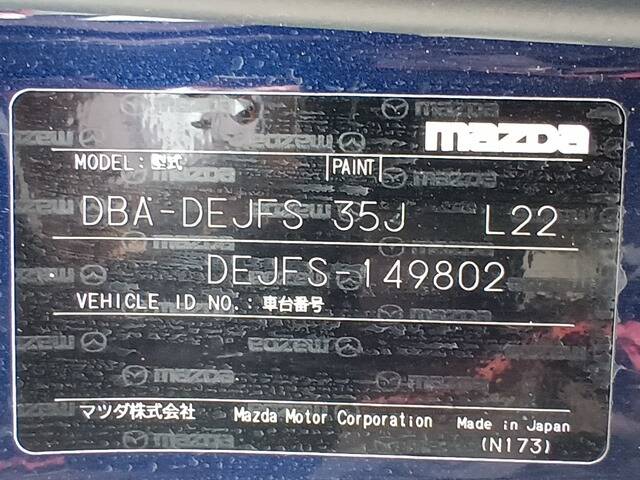 mazda
MODEL: 型式 PAINT
DBA-DEJFS 35J L22
DEJFS-149802
VEHICLE ID NO.: 車台番号
マツダ株式会社 Mazda Motor Corporation Made in Japan
(N173)